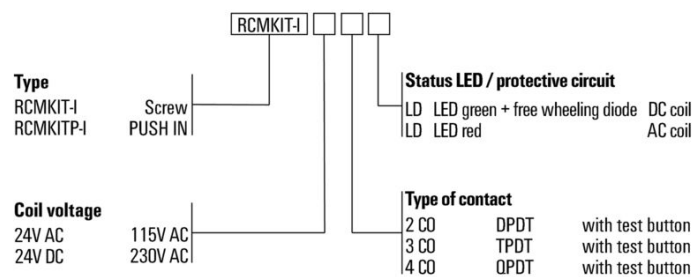 RCMKIT-I
Type
RCMKIT-I Screw
RCMKITP-I PUSH IN
Status LED / protective circuit
LD LED green + free wheeling diode DC coil
LD LED red AC coil
Coil voltage
24V AC 115V AC
24V DC 230V AC
Type of contact
2 CO DPDT with test button
3 CO TPDT with test button
4 CO QPDT with test button